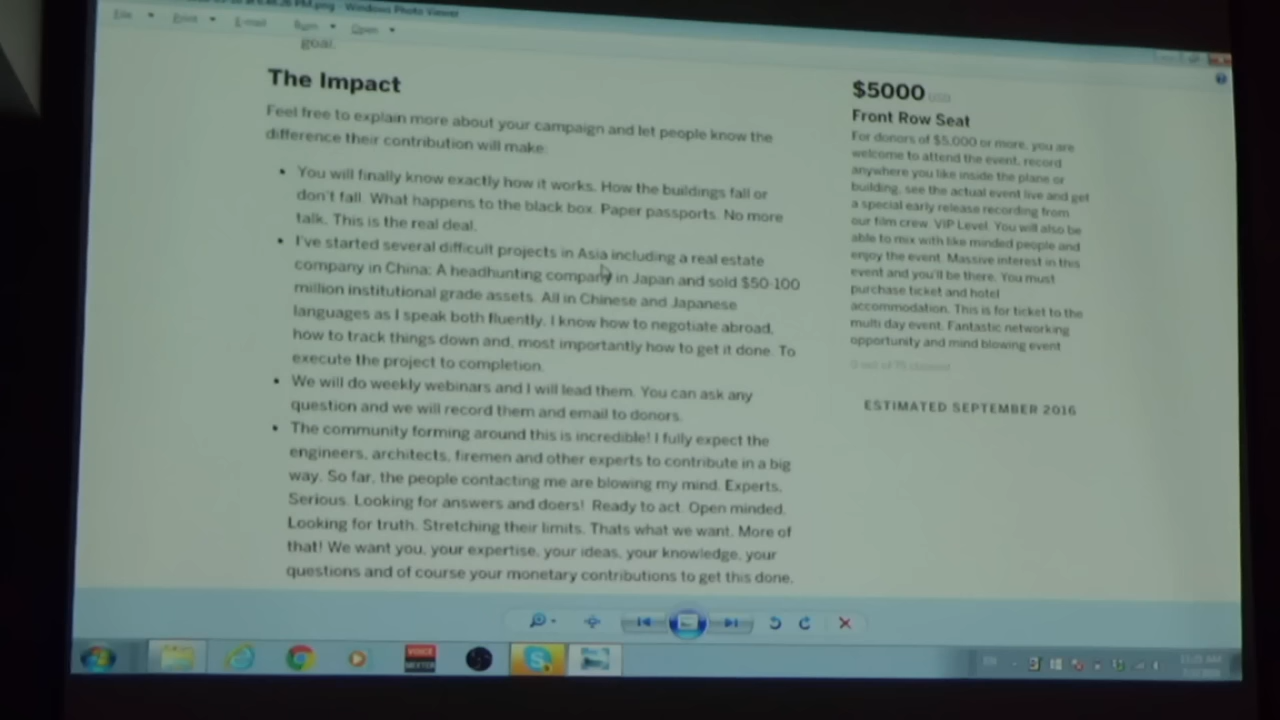 PM.png - Windows Photo Viewer
File
Print
E-mail
Burn
Open
goal.
The Impact
Feel free to explain more about your campaign and let people know the
difference their contribution will make:
You will finally know exactly how it works. How the buildings fall or
don't fall. What happens to the black box. Paper passports. No more
talk. This is the real deal.
I've started several difficult projects in Asia including a real estate
company in China; A headhunting company in Japan and sold $50-100
million institutional grade assets. All in Chinese and Japanese
languages as I speak both fluently. I know how to negotiate abroad,
how to track things down and, most importantly how to get it done. To
execute the project to completion.
We will do weekly webinars and I will lead them. You can ask any
question and we will record them and email to donors.
The community forming around this is incredible! I fully expect the
engineers, architects, firemen and other experts to contribute in a big
way. So far, the people contacting me are blowing my mind. Experts.
Serious. Looking for answers and doers! Ready to act. Open minded.
Looking for truth. Stretching their limits. Thats what we want. More of
that! We want you, your expertise, your ideas, your knowledge, your
questions and of course your monetary contributions to get this done.
$5000 USD
Front Row Seat
For donors of $5,000 or more, you are
welcome to attend the event, record
anywhere you like inside the plane or
building, see the actual event live and get
a special early release recording from
our film crew. VIP Level. You will also be
able to mix with like minded people and
enjoy the event. Massive interest in this
event and you'll be there. You must
purchase ticket and hotel
accommodation. This is for ticket to the
multi day event. Fantastic networking
opportunity and mind blowing event
ESTIMATED SEPTEMBER 2016
VOICE
EN